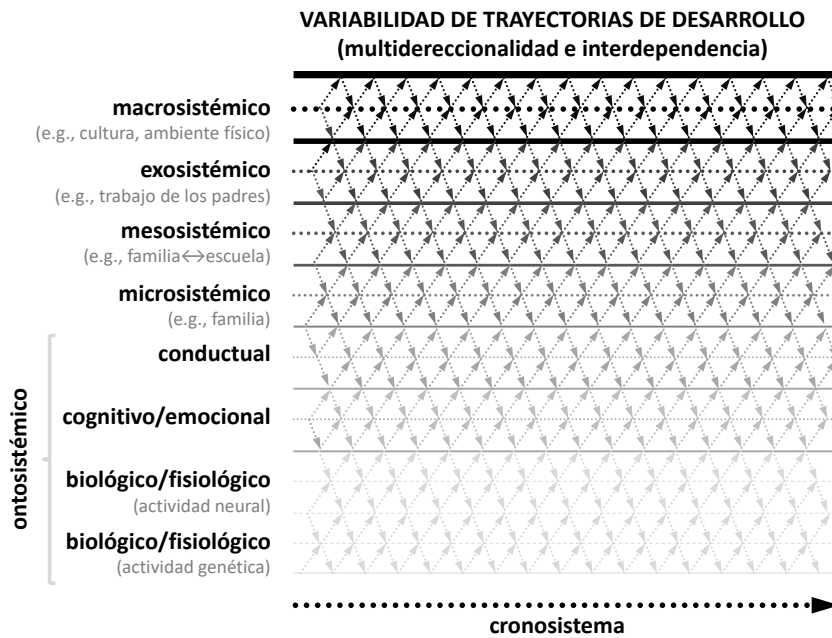 VARIABILIDAD DE TRAYECTORIAS DE DESARROLLO
(multidereccionalidad e interdependencia)
macrosistémico
(e.g., cultura, ambiente físico)
exosistémico
(e.g., trabajo de los padres)
mesosistémico
(e.g., familia↔escuela)
microsistémico
(e.g., familia)
conductual
cognitivo/emocional
ontosistémico
biológico/fisiológico
(actividad neural)
biológico/fisiológico
(actividad genética)
cronosistema